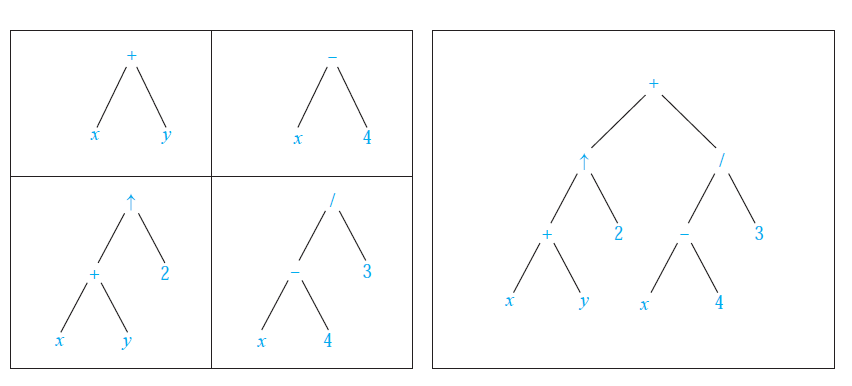 +
x y
−
x 4
↑
+ 2
x y
/
− 3
x 4
+
↑ /
+ 2 − 3
x y x 4